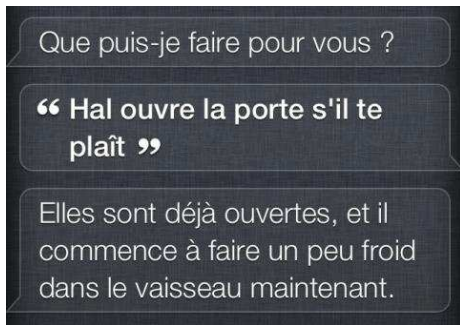 Que puis-je faire pour vous ?
“ Hal ouvre la porte s'il te
plaît ”
Elles sont déjà ouvertes, et il
commence à faire un peu froid
dans le vaisseau maintenant.